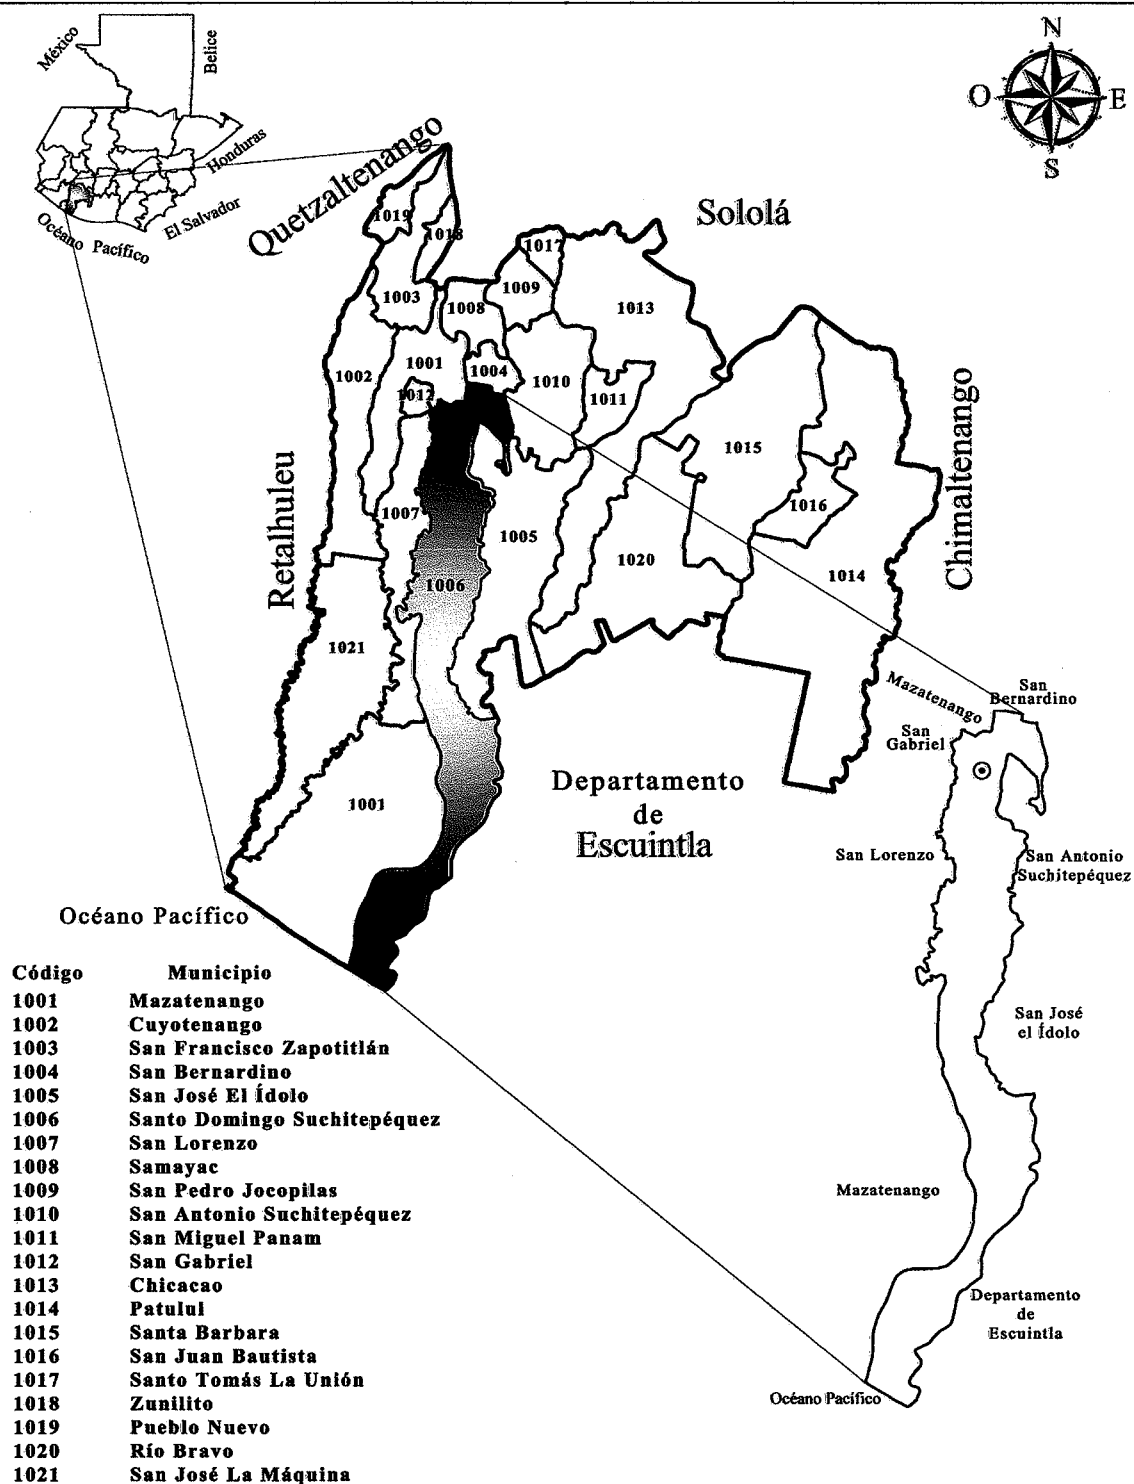 México
Belice
Honduras
El Salvador
Océano Pacífico
N
O
E
S
Quetzaltenango
Sololá
Chimaltenango
Retalhuleu
1019
1018
1017
1003
1008
1009
1013
1002
1001
1004
1010
1012
1011
1015
1007
1016
1005
1020
1006
1014
1021
1001
Departamento
de
Escuintla
Océano Pacífico
Mazatenango
San
Bernardino
San
Gabriel
San Lorenzo
San Antonio
Suchitepéquez
San José
el Ídolo
Mazatenango
Departamento
de
Escuintla
Océano Pacífico
Código Municipio
1001 Mazatenango
1002 Cuyotenango
1003 San Francisco Zapotitlán
1004 San Bernardino
1005 San José El Ídolo
1006 Santo Domingo Suchitepéquez
1007 San Lorenzo
1008 Samayac
1009 San Pedro Jocopilas
1010 San Antonio Suchitepéquez
1011 San Miguel Panam
1012 San Gabriel
1013 Chicacao
1014 Patulul
1015 Santa Barbara
1016 San Juan Bautista
1017 Santo Tomás La Unión
1018 Zunilito
1019 Pueblo Nuevo
1020 Río Bravo
1021 San José La Máquina